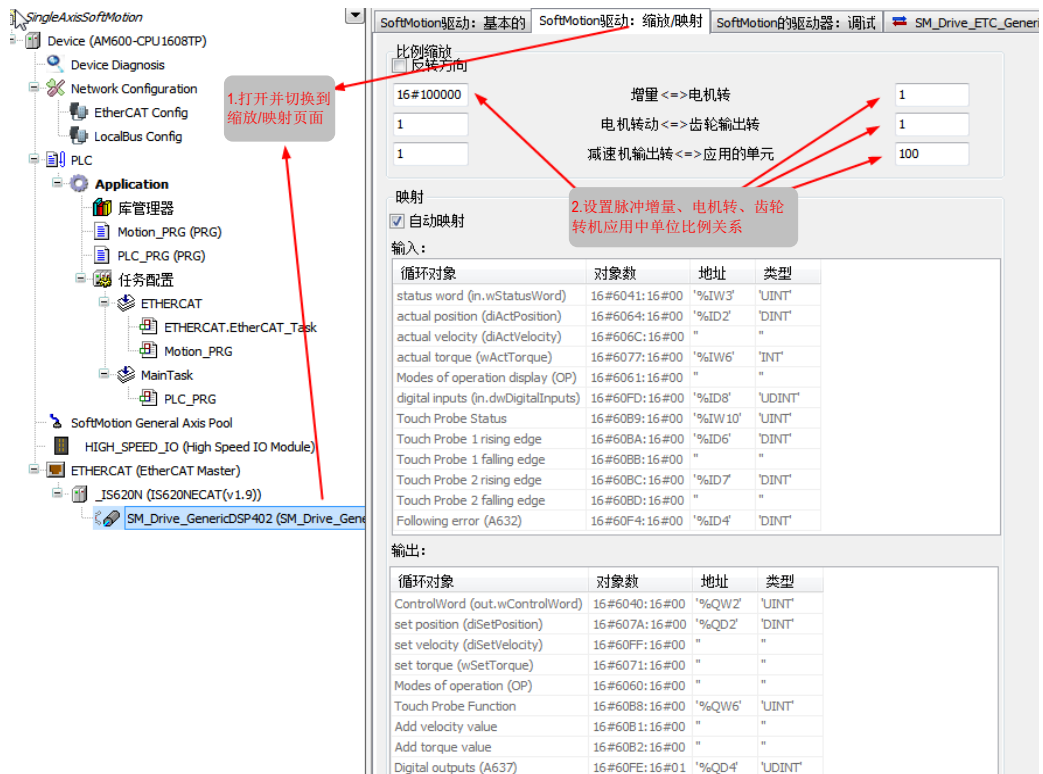 SingleAxisSoftMotion
Device (AM600-CPU1608TP)
Device Diagnosis
Network Configuration
EtherCAT Config
LocalBus Config
PLC
Application
库管理器
Motion_PRG (PRG)
PLC_PRG (PRG)
任务配置
ETHERCAT
ETHERCAT.EtherCAT_Task
Motion_PRG
MainTask
PLC_PRG
SoftMotion General Axis Pool
HIGH_SPEED_IO (High Speed IO Module)
ETHERCAT (EtherCAT Master)
_IS620N (IS620NECAT(v1.9))
SM_Drive_GenericDSP402 (SM_Drive_Gene
1.打开并切换到
缩放/映射页面
SoftMotion驱动：基本的 SoftMotion驱动：缩放/映射 SoftMotion的驱动器：调试 SM_Drive_ETC_Generi
比例缩放
反转方向
16#100000 增量<=>电机转 1
1 电机转动<=>齿轮输出转 1
1 减速机输出转<=>应用的单元 100
2.设置脉冲增量、电机转、齿轮
转机应用中单位比例关系
映射
自动映射
输入：
循环对象 对象数 地址 类型
status word (in.wStatusWord) 16#6041:16#00 '%IW3' 'UINT'
actual position (diActPosition) 16#6064:16#00 '%ID2' 'DINT'
actual velocity (diActVelocity) 16#606C:16#00 '' ''
actual torque (wActTorque) 16#6077:16#00 '%IW6' 'INT'
Modes of operation display (OP) 16#6061:16#00 '' ''
digital inputs (in.dwDigitalInputs) 16#60FD:16#00 '%ID8' 'UDINT'
Touch Probe Status 16#60B9:16#00 '%IW10' 'UINT'
Touch Probe 1 rising edge 16#60BA:16#00 '%ID6' 'DINT'
Touch Probe 1 falling edge 16#60BB:16#00 '' ''
Touch Probe 2 rising edge 16#60BC:16#00 '%ID7' 'DINT'
Touch Probe 2 falling edge 16#60BD:16#00 '' ''
Following error (A632) 16#60F4:16#00 '%ID4' 'DINT'
输出：
循环对象 对象数 地址 类型
ControlWord (out.wControlWord) 16#6040:16#00 '%QW2' 'UINT'
set position (diSetPosition) 16#607A:16#00 '%QD2' 'DINT'
set velocity (diSetVelocity) 16#60FF:16#00 '' ''
set torque (wSetTorque) 16#6071:16#00 '' ''
Modes of operation (OP) 16#6060:16#00 '' ''
Touch Probe Function 16#60B8:16#00 '%QW6' 'UINT'
Add velocity value 16#60B1:16#00 '' ''
Add torque value 16#60B2:16#00 '' ''
Digital outputs (A637) 16#60FE:16#01 '%QD4' 'UDINT'